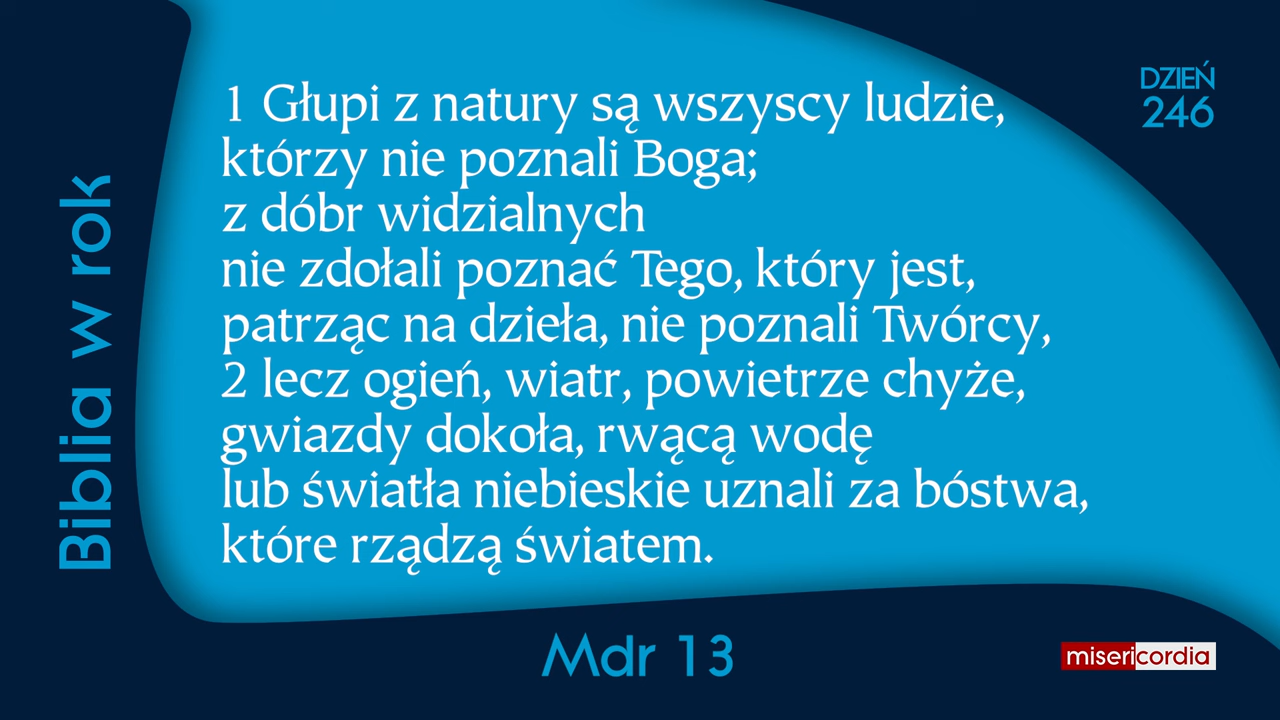 DZIEŃ
246
1 Głupi z natury są wszyscy ludzie,
którzy nie poznali Boga;
z dóbr widzialnych
nie zdołali poznać Tego, który jest,
patrząc na dzieła, nie poznali Twórcy,
2 lecz ogień, wiatr, powietrze chyże,
gwiazdy dokoła, rwącą wodę
lub światła niebieskie uznali za bóstwa,
które rządzą światem.
Biblia w rok
Mdr 13
misericordia